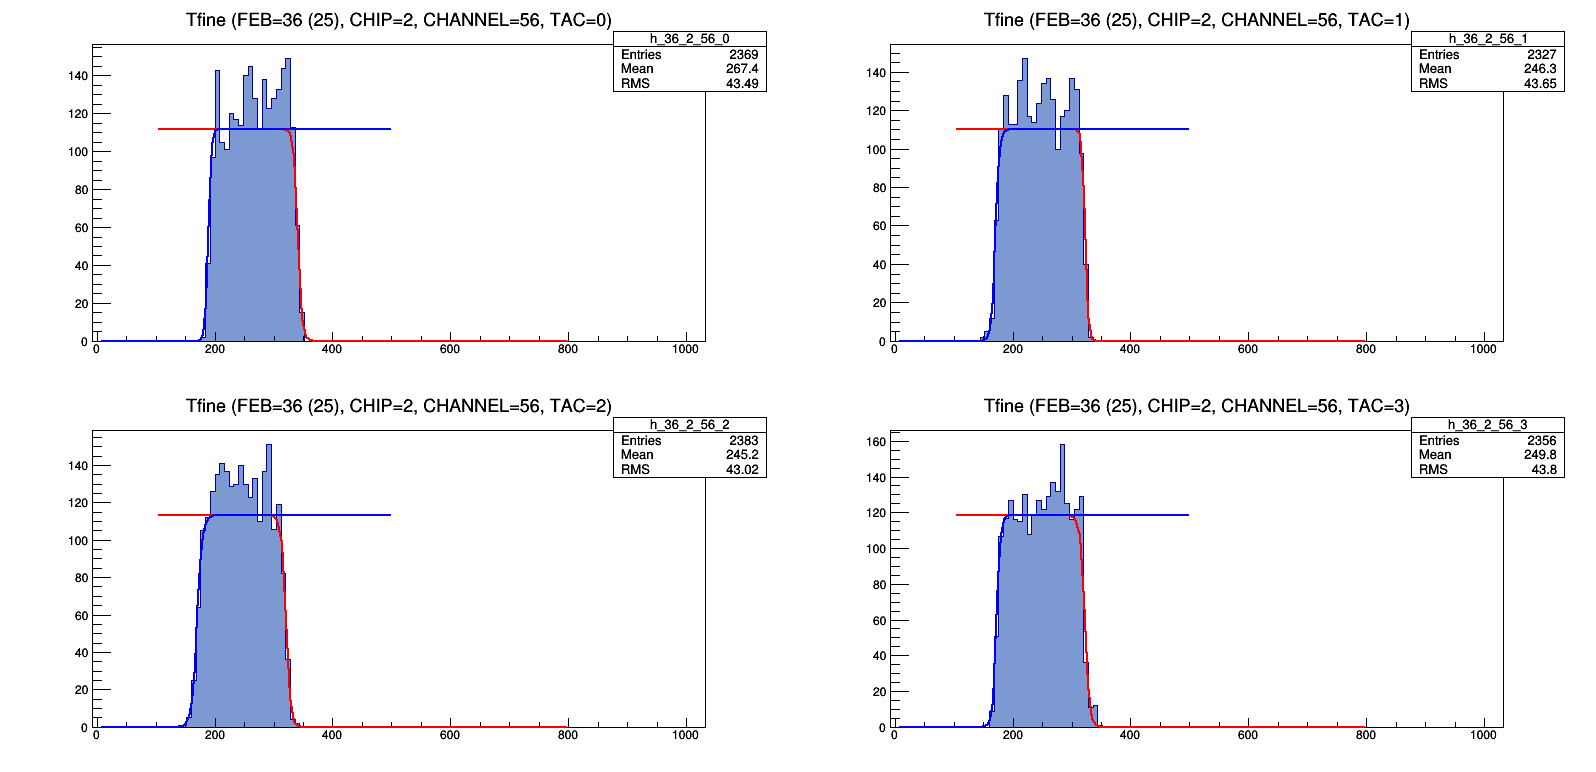 Tfine (FEB=36 (25), CHIP=2, CHANNEL=56, TAC=0)
h_36_2_56_0
Entries 2369
Mean 267.4
RMS 43.49
140
120
100
80
60
40
20
0
0 200 400 600 800 1000
Tfine (FEB=36 (25), CHIP=2, CHANNEL=56, TAC=1)
h_36_2_56_1
Entries 2327
Mean 246.3
RMS 43.65
140
120
100
80
60
40
20
0
0 200 400 600 800 1000
Tfine (FEB=36 (25), CHIP=2, CHANNEL=56, TAC=2)
h_36_2_56_2
Entries 2383
Mean 245.2
RMS 43.02
140
120
100
80
60
40
20
0
0 200 400 600 800 1000
Tfine (FEB=36 (25), CHIP=2, CHANNEL=56, TAC=3)
h_36_2_56_3
Entries 2356
Mean 249.8
RMS 43.8
160
140
120
100
80
60
40
20
0
0 200 400 600 800 1000